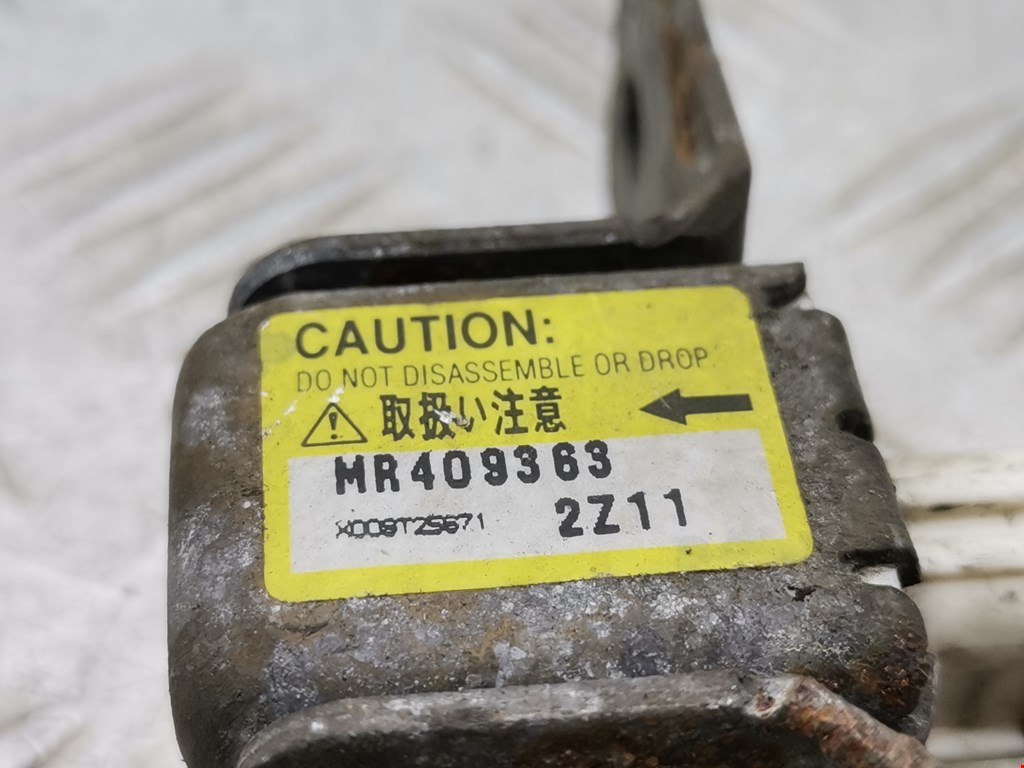 CAUTION:
DO NOT DISASSEMBLE OR DROP
取扱い注意
MR409363
X008T25671
2Z11